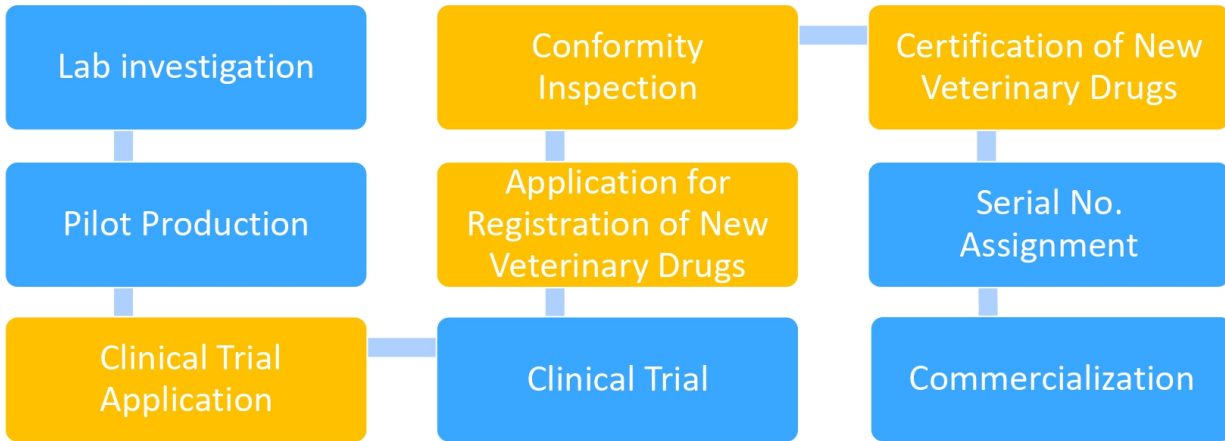 Lab investigation
Pilot Production
Clinical Trial
Application
Clinical Trial
Application for
Registration of New
Veterinary Drugs
Conformity
Inspection
Certification of New
Veterinary Drugs
Serial No.
Assignment
Commercialization